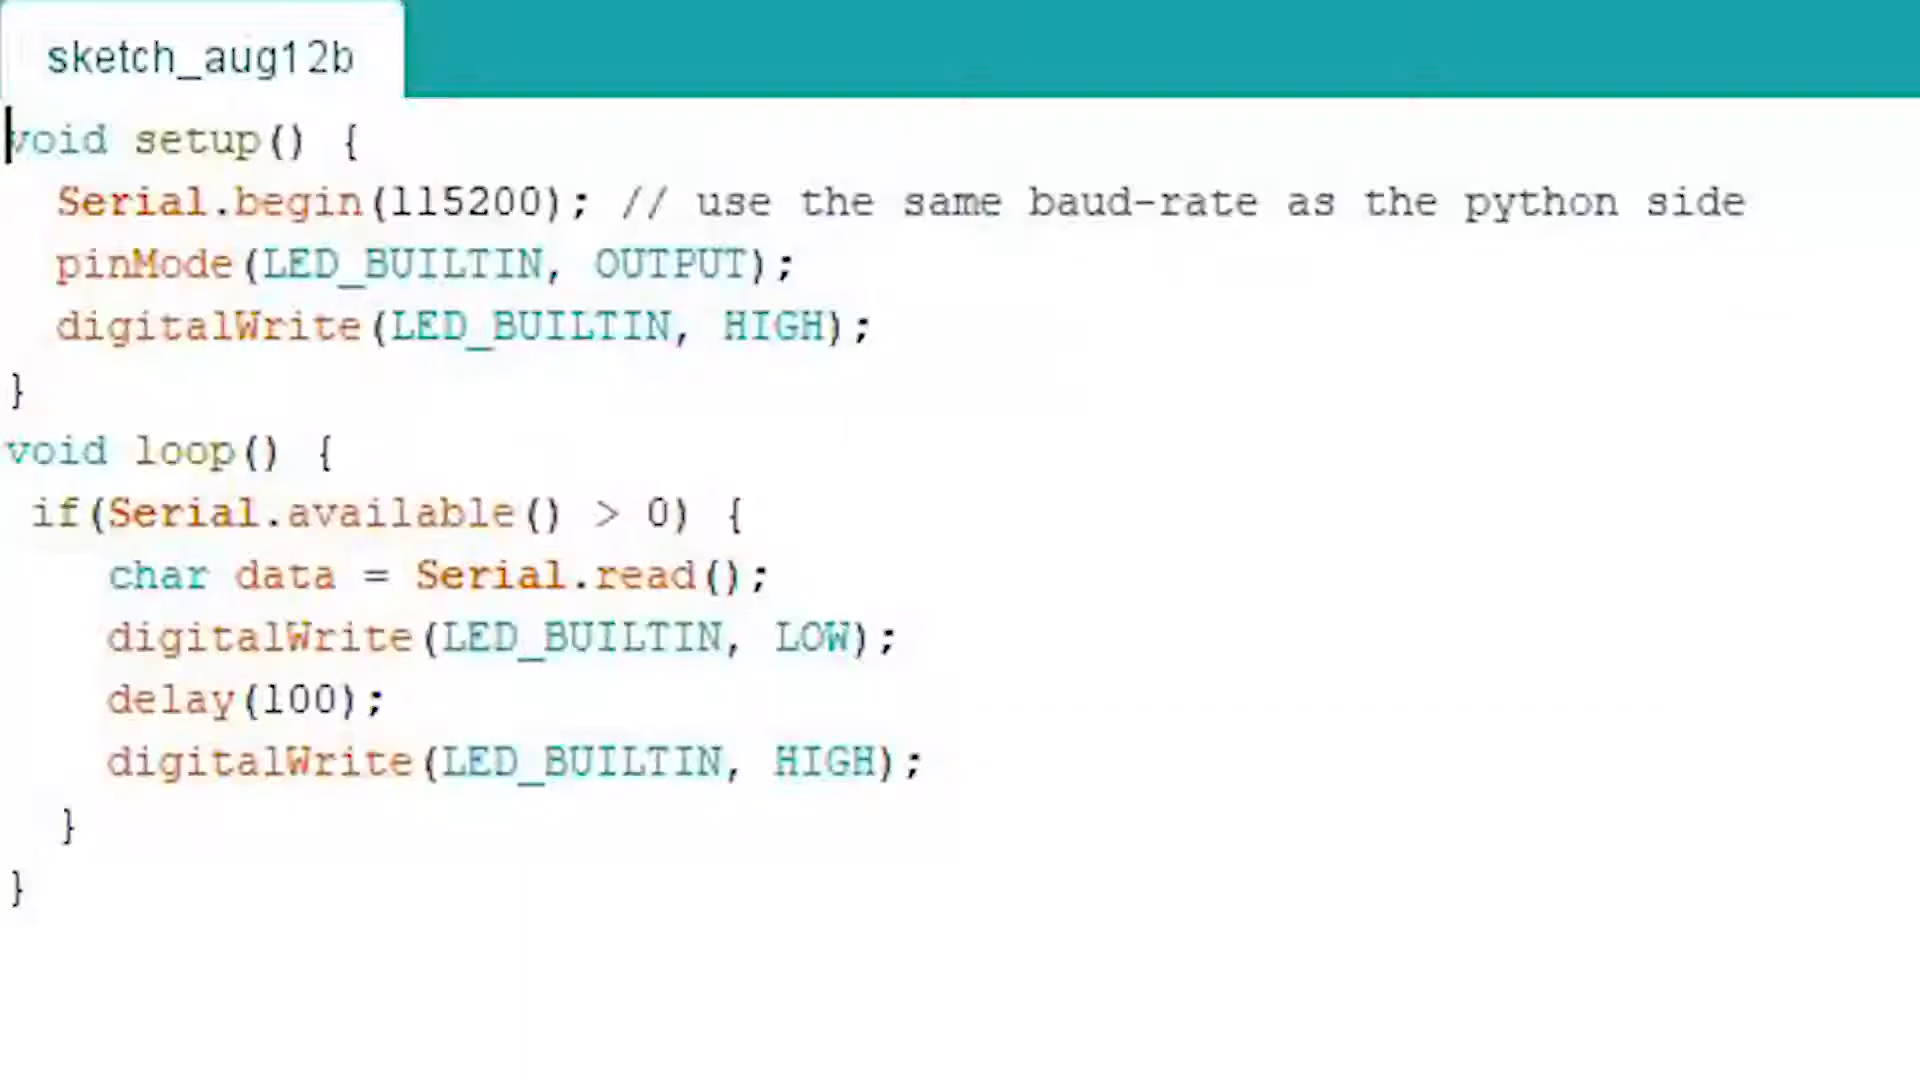 sketch_aug12b
void setup() {
  Serial.begin(115200); // use the same baud-rate as the python side
  pinMode(LED_BUILTIN, OUTPUT);
  digitalWrite(LED_BUILTIN, HIGH);
}
void loop() {
 if(Serial.available() > 0) {
    char data = Serial.read();
    digitalWrite(LED_BUILTIN, LOW);
    delay(100);
    digitalWrite(LED_BUILTIN, HIGH);
  }
}